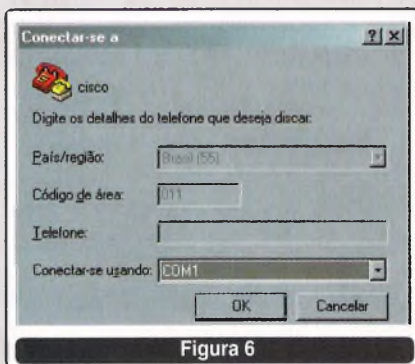 Conectar-se a
cisco
Digite os detalhes do telefone que deseja discar:
País/região: Brasil (55)
Código de área: 011
Telefone:
Conectar-se usando: COM1
OK Cancelar
Figura 6